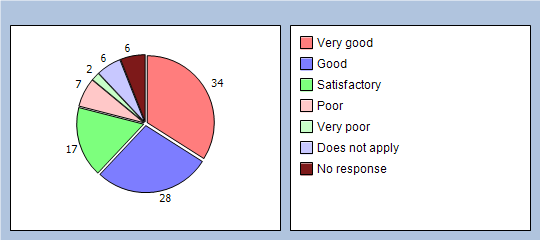 6
6
2
34
7
17
28
Very good
Good
Satisfactory
Poor
Very poor
Does not apply
No response